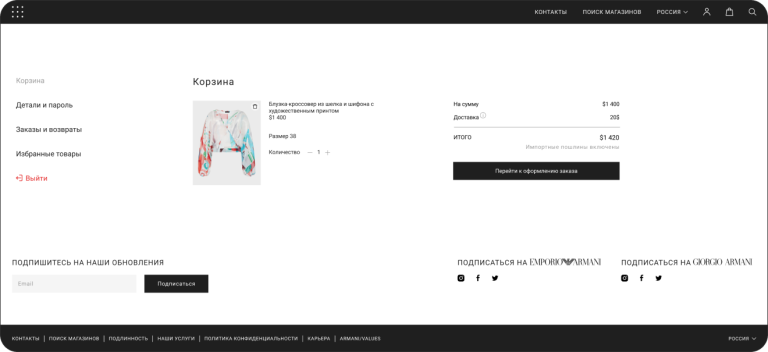 КОНТАКТЫ
ПОИСК МАГАЗИНОВ
РОССИЯ
Корзина
Детали и пароль
Заказы и возвраты
Избранные товары
Выйти
Корзина
Блузка-кроссовер из шелка и шифона с
художественным принтом
$1 400
Размер 38
Количество — 1 +
На сумму $1 400
Доставка 20$
ИТОГО $1 420
Импортные пошлины включены
Перейти к оформлению заказа
ПОДПИШИТЕСЬ НА НАШИ ОБНОВЛЕНИЯ
Email
Подписаться
ПОДПИСАТЬСЯ НА EMPORIO ARMANI
ПОДПИСАТЬСЯ НА GIORGIO ARMANI
КОНТАКТЫ | ПОИСК МАГАЗИНОВ | ПОДЛИННОСТЬ | НАШИ УСЛУГИ | ПОЛИТИКА КОНФИДЕНЦИАЛЬНОСТИ | КАРЬЕРА | ARMANI/VALUES
РОССИЯ